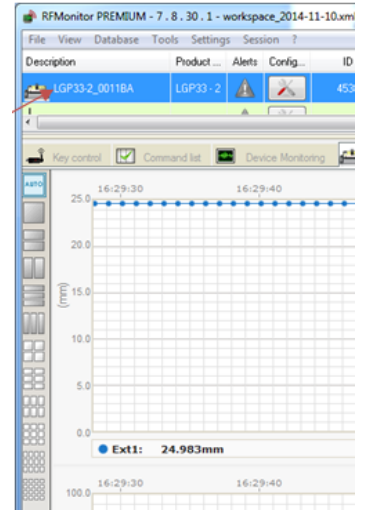 RFMonitor PREMIUM - 7 . 8 . 30 . 1 - workspace_2014-11-10.xml
File View Database Tools Settings Session ?
Description Product ... Alerts Config... ID
LGP33-2_0011BA LGP33 - 2 453
Key control Command list Device Monitoring
AUTO
16:29:30 16:29:40
25.0
20.0
(mm)
15.0
10.0
5.0
0.0
Ext1: 24.983mm
16:29:30 16:29:40
100.0